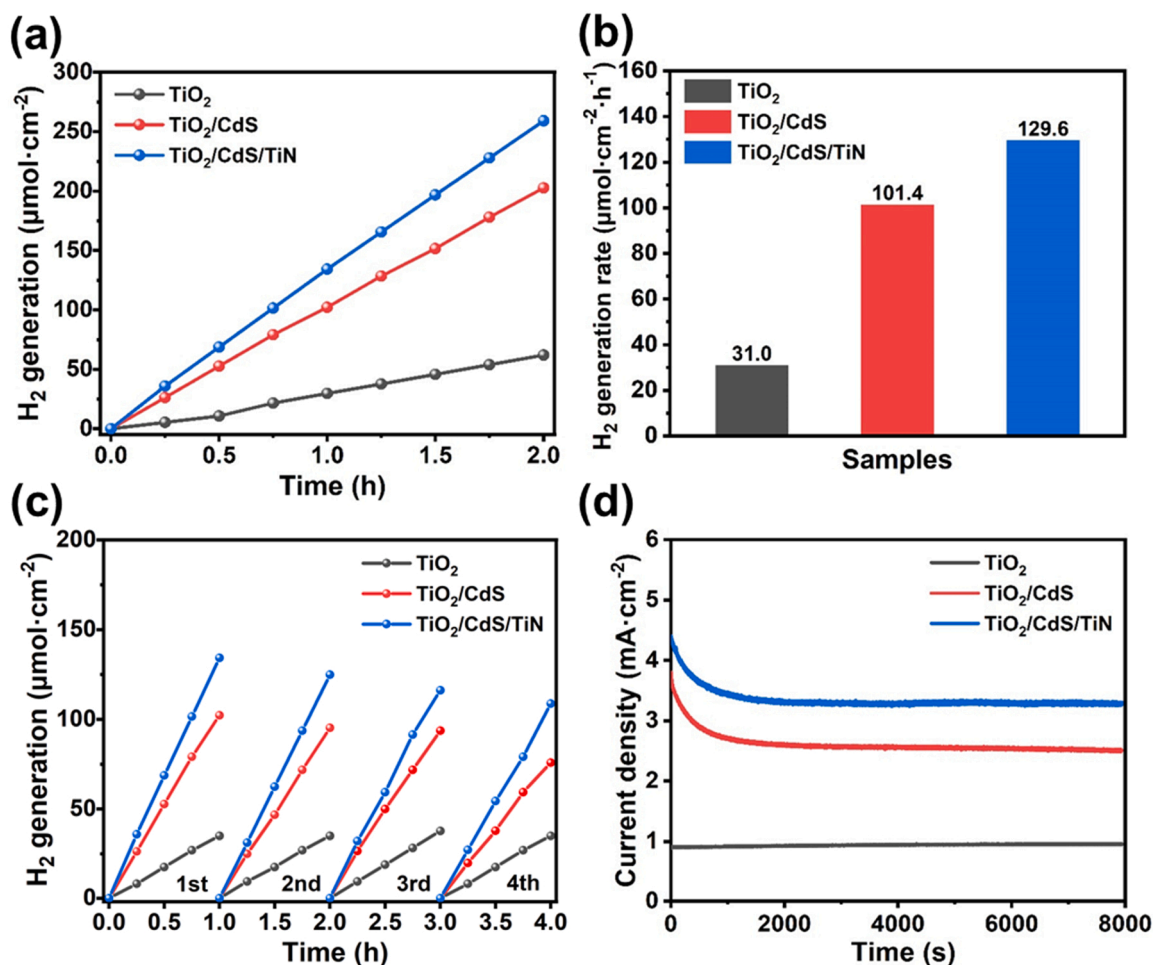 (a)
H₂ generation (μmol·cm⁻²)
300
250
200
150
100
50
0
TiO₂
TiO₂/CdS
TiO₂/CdS/TiN
0.0 0.5 1.0 1.5 2.0
Time (h)
(b)
H₂ generation rate (μmol·cm⁻²·h⁻¹)
160
140
120
100
80
60
40
20
0
TiO₂
TiO₂/CdS
TiO₂/CdS/TiN
31.0
101.4
129.6
Samples
(c)
H₂ generation (μmol·cm⁻²)
200
150
100
50
0
TiO₂
TiO₂/CdS
TiO₂/CdS/TiN
1st 2nd 3rd 4th
0.0 0.5 1.0 1.5 2.0 2.5 3.0 3.5 4.0
Time (h)
(d)
Current density (mA·cm⁻²)
6
5
4
3
2
1
0
TiO₂
TiO₂/CdS
TiO₂/CdS/TiN
0 2000 4000 6000 8000
Time (s)